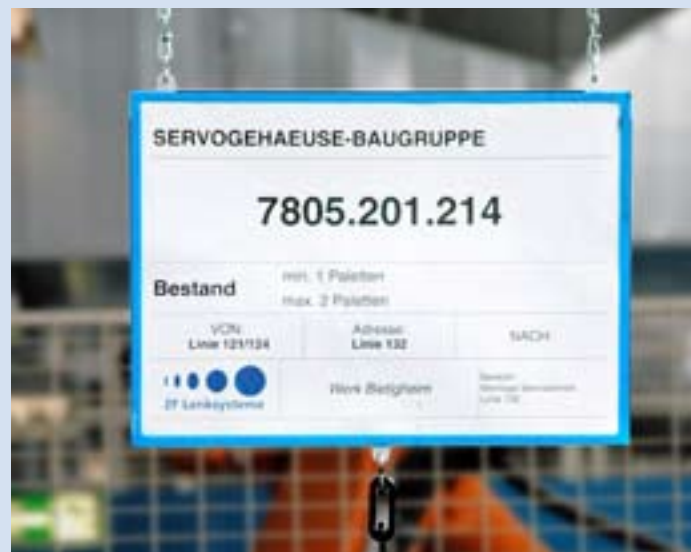 SERVOGEHAEUSE-BAUGRUPPE
7805.201.214
Bestand
min. 1 Paletten
max. 2 Paletten
VON
Linie 121/124
Adresse
Linie 132
NACH
ZF Lenksysteme
Werk Bietigheim